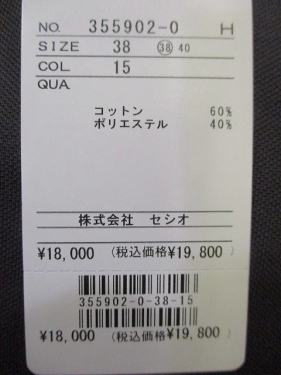 NO. 355902-0 H
SIZE 38 ㊳ 40
COL 15
QUA
コットン 60%
ポリエステル 40%
株式会社 セシオ
¥18,000 (税込価格¥19,800)
355902-0-38-15
¥18,000 (税込価格¥19,800)